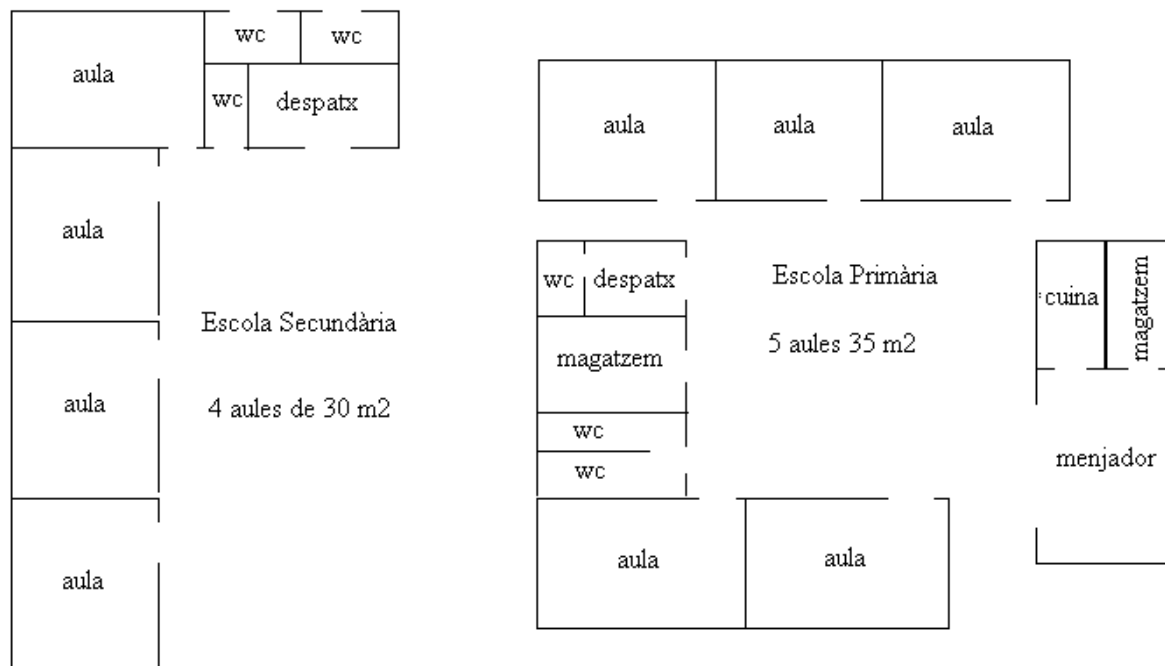 wc
wc
aula
wc
despatx
aula
Escola Secundària
aula
4 aules de 30 m2
aula
aula
aula
aula
wc
despatx
Escola Primària
5 aules 35 m2
magatzem
wc
wc
cuina
magatzem
menjador
aula
aula